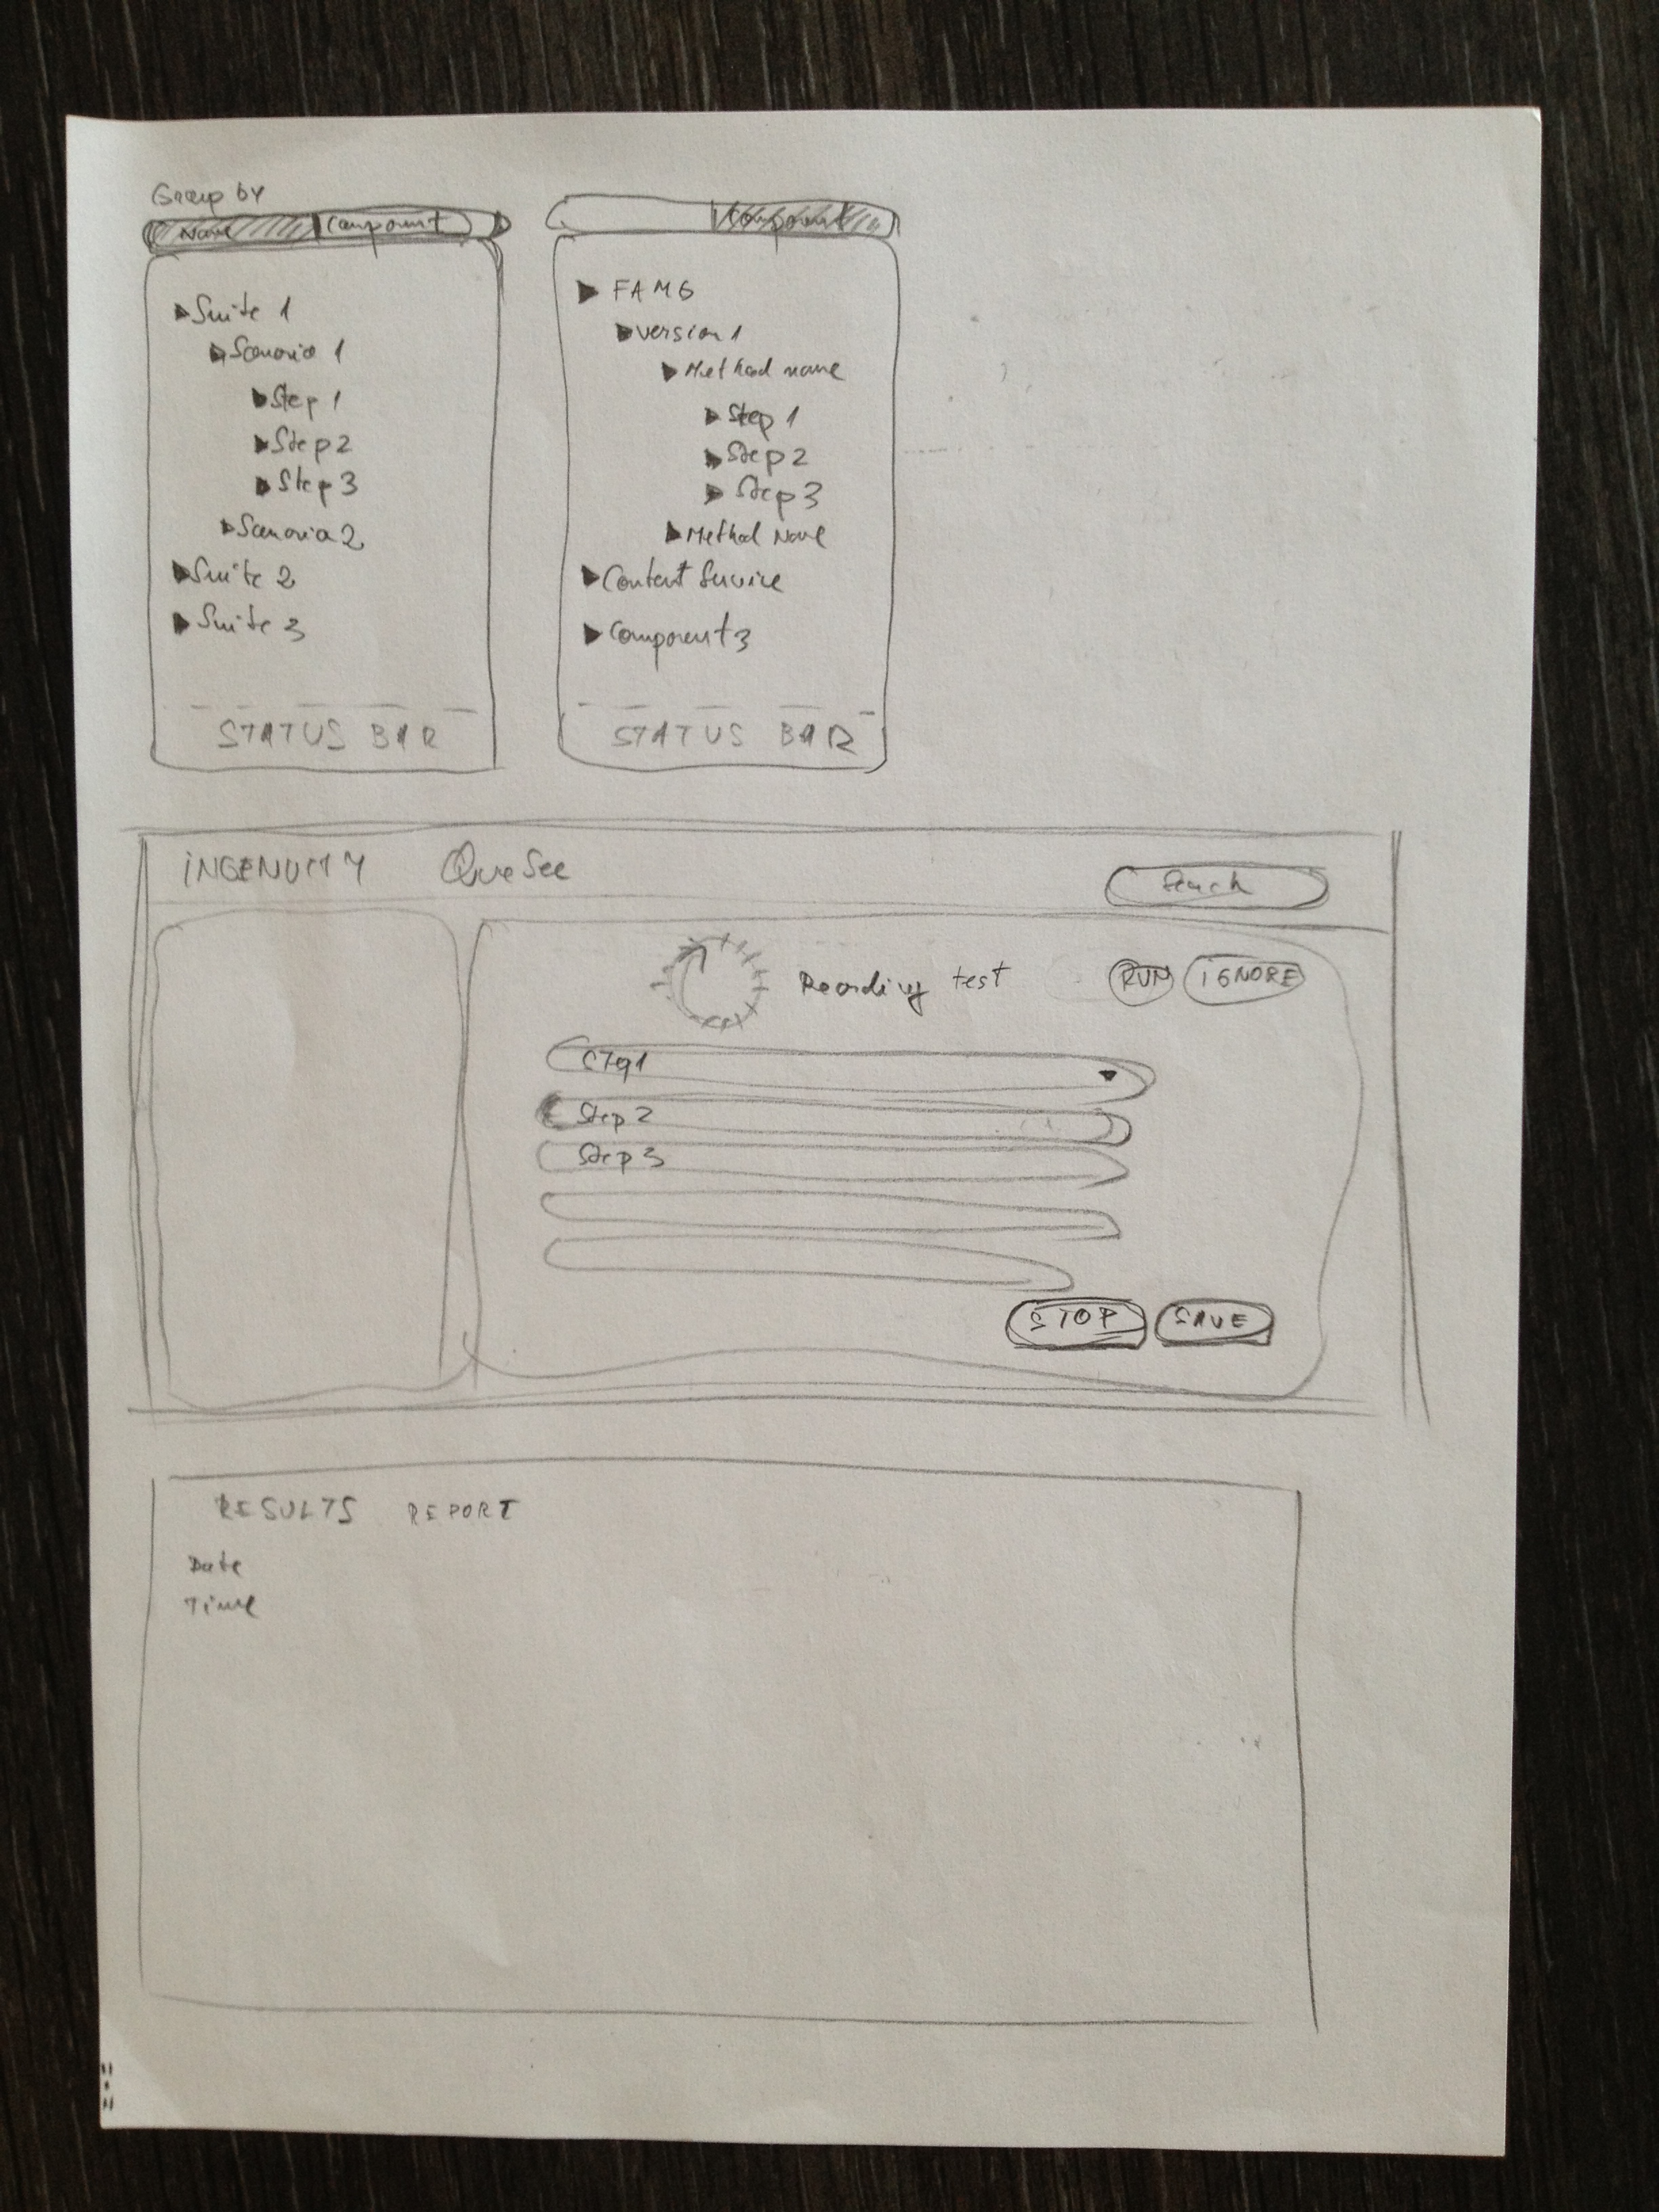 Group by
Name Component
Suite 1
Scenario 1
Step 1
Step 2
Step 3
Scenario 2
Suite 2
Suite 3
STATUS BAR
Component
FAMG
version 1
Method name
Step 1
Step 2
Step 3
Method Name
Content Service
Component 3
STATUS BAR
INGENUITY QueSee Search
Recording test RUN IGNORE
Step 1
Step 2
Step 3
STOP SAVE
RESULTS REPORT
Date
Time